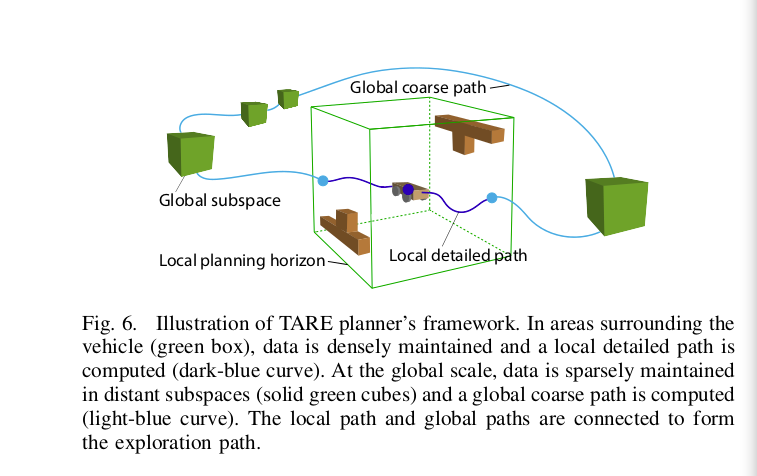 Global coarse path
Global subspace
Local planning horizon
Local detailed path
Fig. 6. Illustration of TARE planner's framework. In areas surrounding the
vehicle (green box), data is densely maintained and a local detailed path is
computed (dark-blue curve). At the global scale, data is sparsely maintained
in distant subspaces (solid green cubes) and a global coarse path is computed
(light-blue curve). The local path and global paths are connected to form
the exploration path.